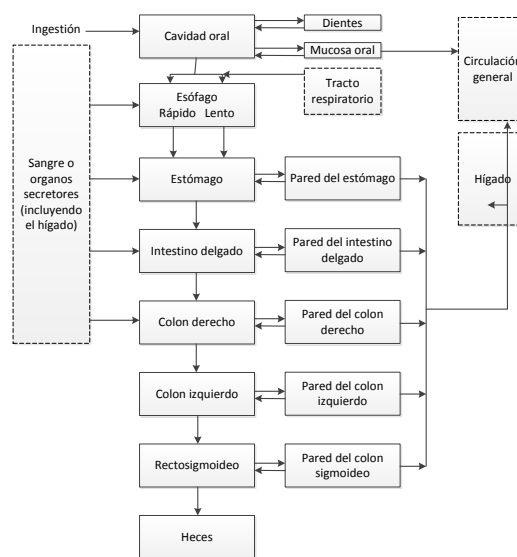 Ingestión
Cavidad oral
Dientes
Mucosa oral
Circulación
general
Tracto
respiratorio
Esófago
Rápido Lento
Hígado
Sangre o
organos
secretores
(incluyendo
el hígado)
Estómago
Pared del estómago
Intestino delgado
Pared del intestino
delgado
Colon derecho
Pared del colon
derecho
Colon izquierdo
Pared del colon
izquierdo
Rectosigmoideo
Pared del colon
sigmoideo
Heces